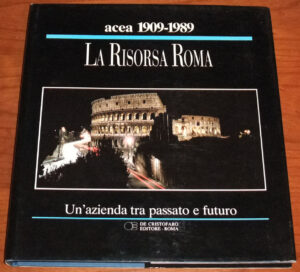 acea 1909-1989
LA RISORSA ROMA
Un'azienda tra passato e futuro
DE CRISTOFARO
EDITORE - ROMA